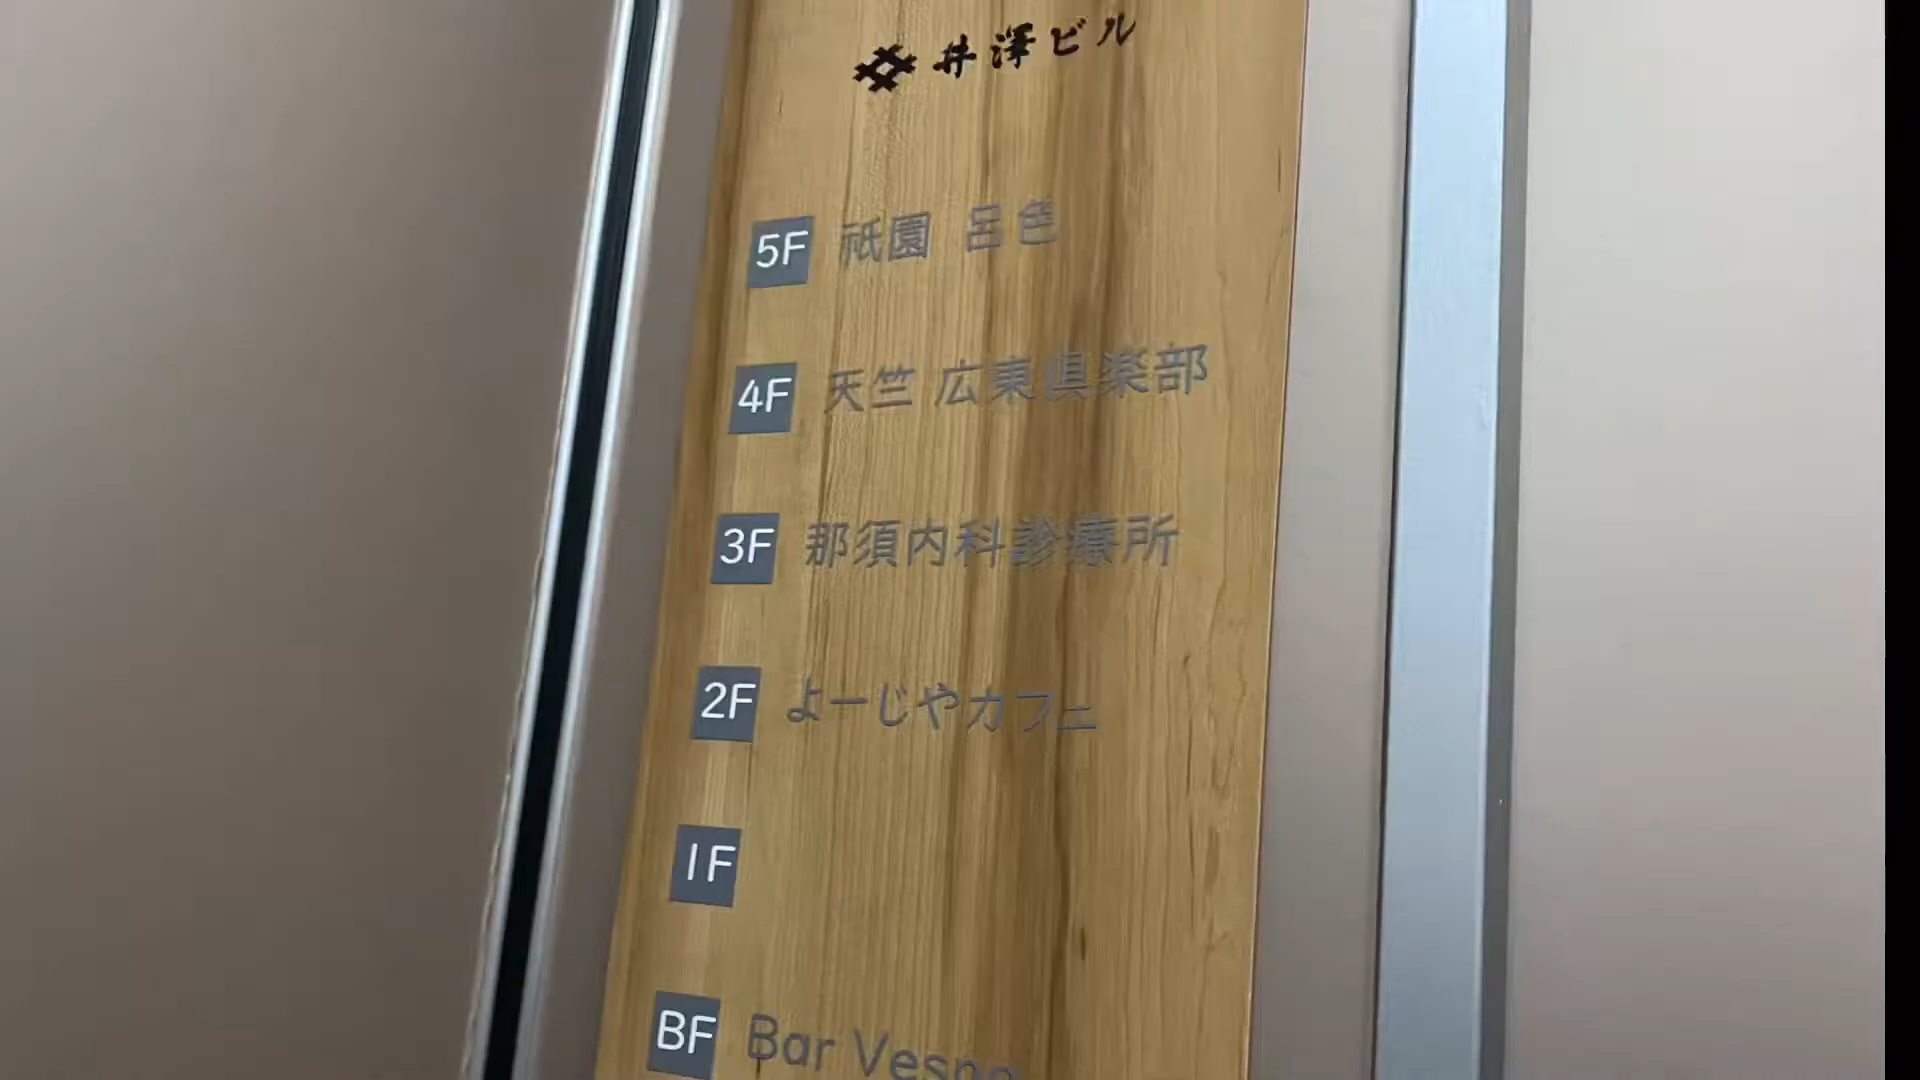 井澤ビル
5F 祇園 呂色
4F 天竺 広東倶楽部
3F 那須内科診療所
2F よーじやカフェ
1F
BF Bar